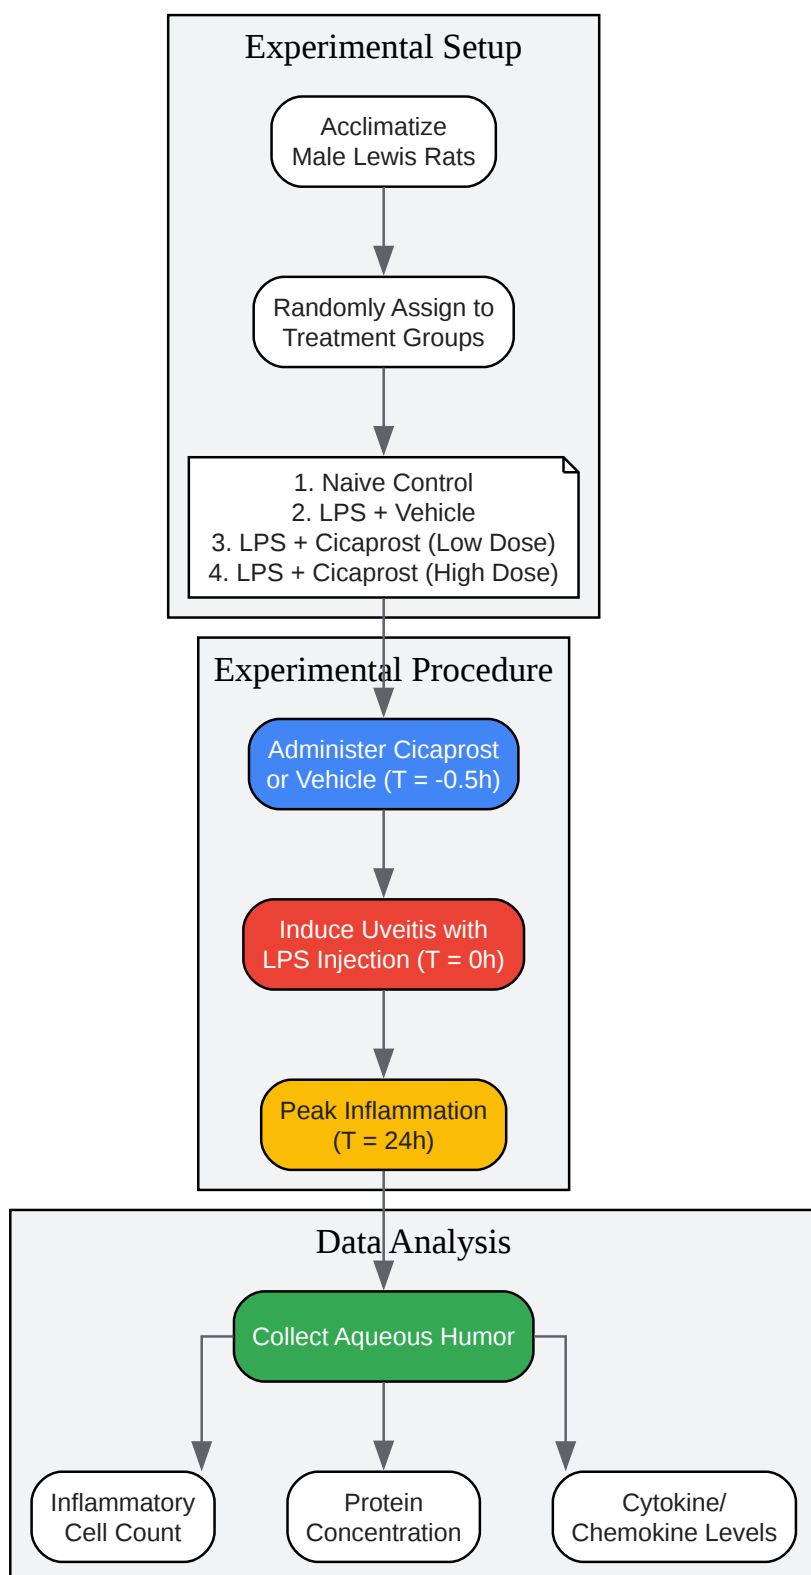 Experimental Setup
Acclimatize
Male Lewis Rats
Randomly Assign to
Treatment Groups
1. Naive Control
2. LPS + Vehicle
3. LPS + Cicaprost (Low Dose)
4. LPS + Cicaprost (High Dose)
Experimental Procedure
Administer Cicaprost
or Vehicle (T = -0.5h)
Induce Uveitis with
LPS Injection (T = 0h)
Peak Inflammation
(T = 24h)
Data Analysis
Collect Aqueous Humor
Inflammatory
Cell Count
Protein
Concentration
Cytokine/
Chemokine Levels